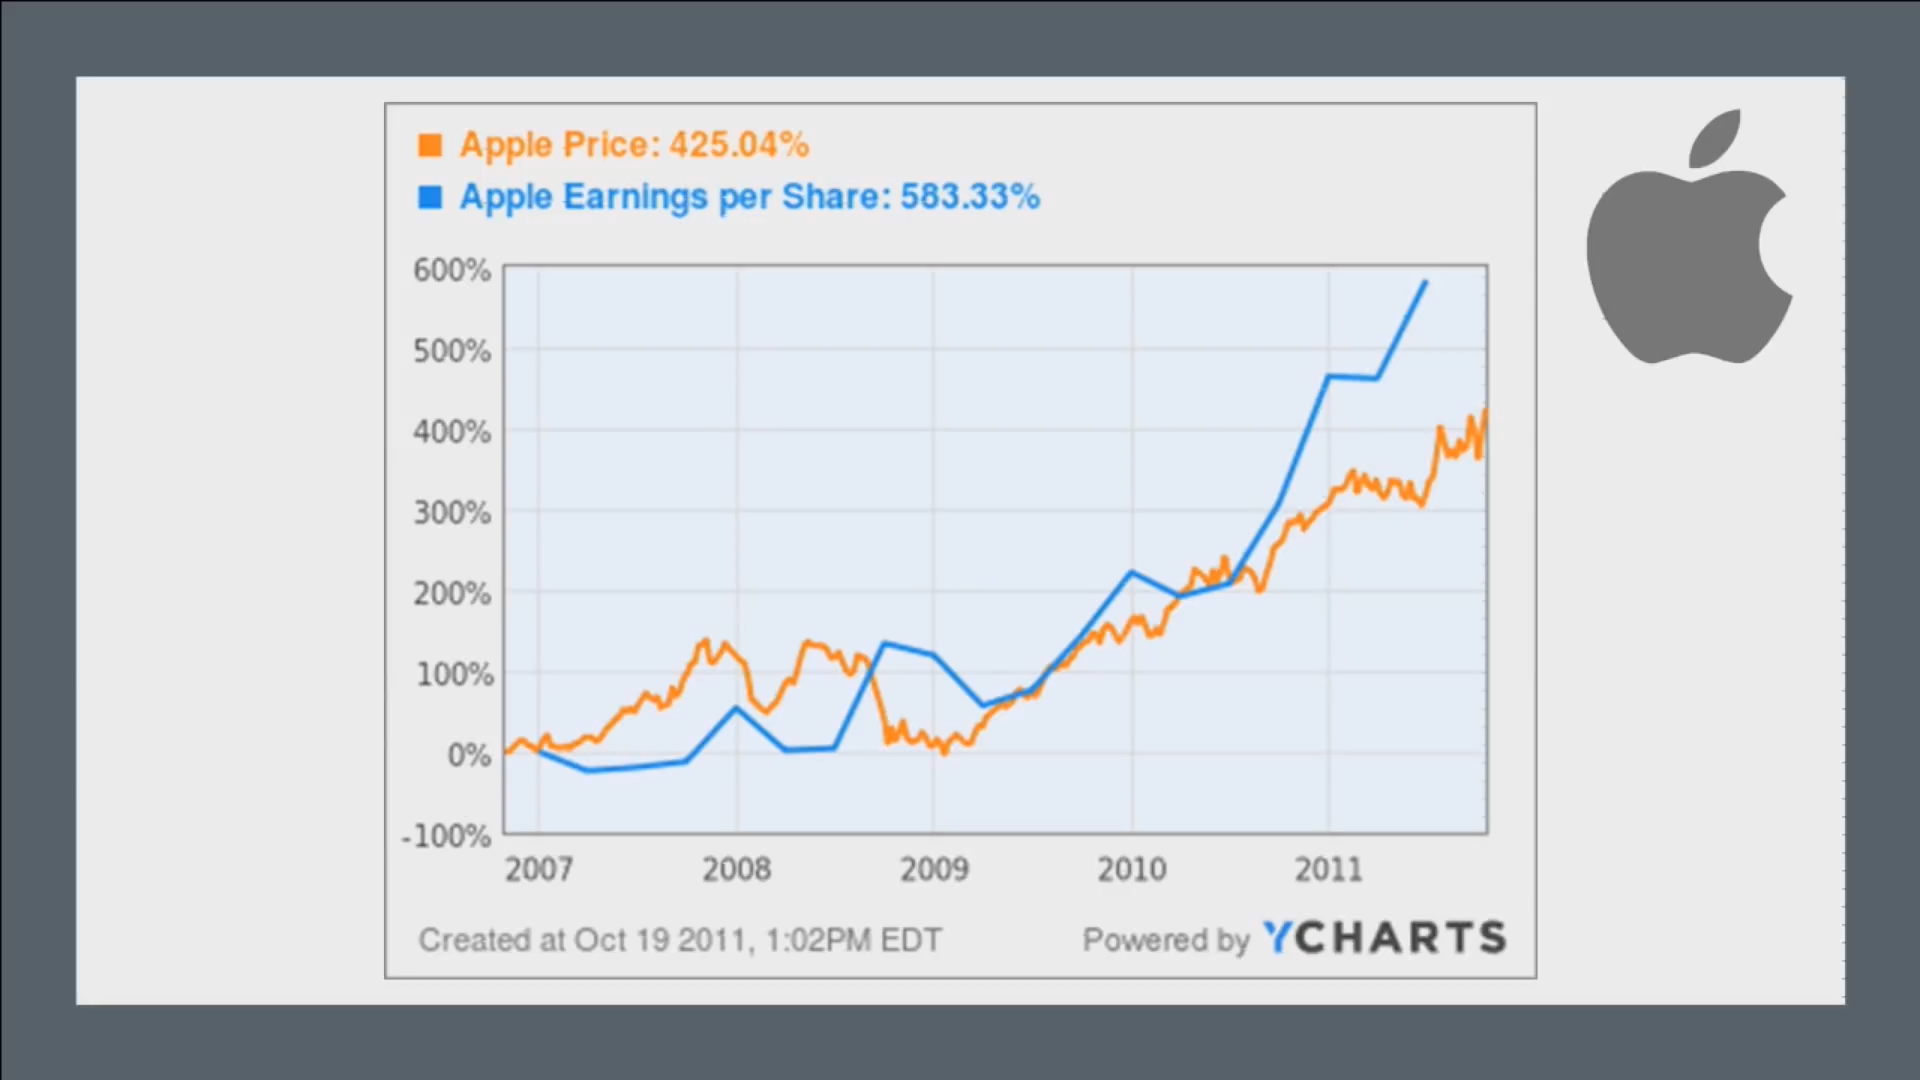 Apple Price: 425.04%
Apple Earnings per Share: 583.33%
600%
500%
400%
300%
200%
100%
0%
-100%
2007 2008 2009 2010 2011
Created at Oct 19 2011, 1:02PM EDT Powered by YCHARTS